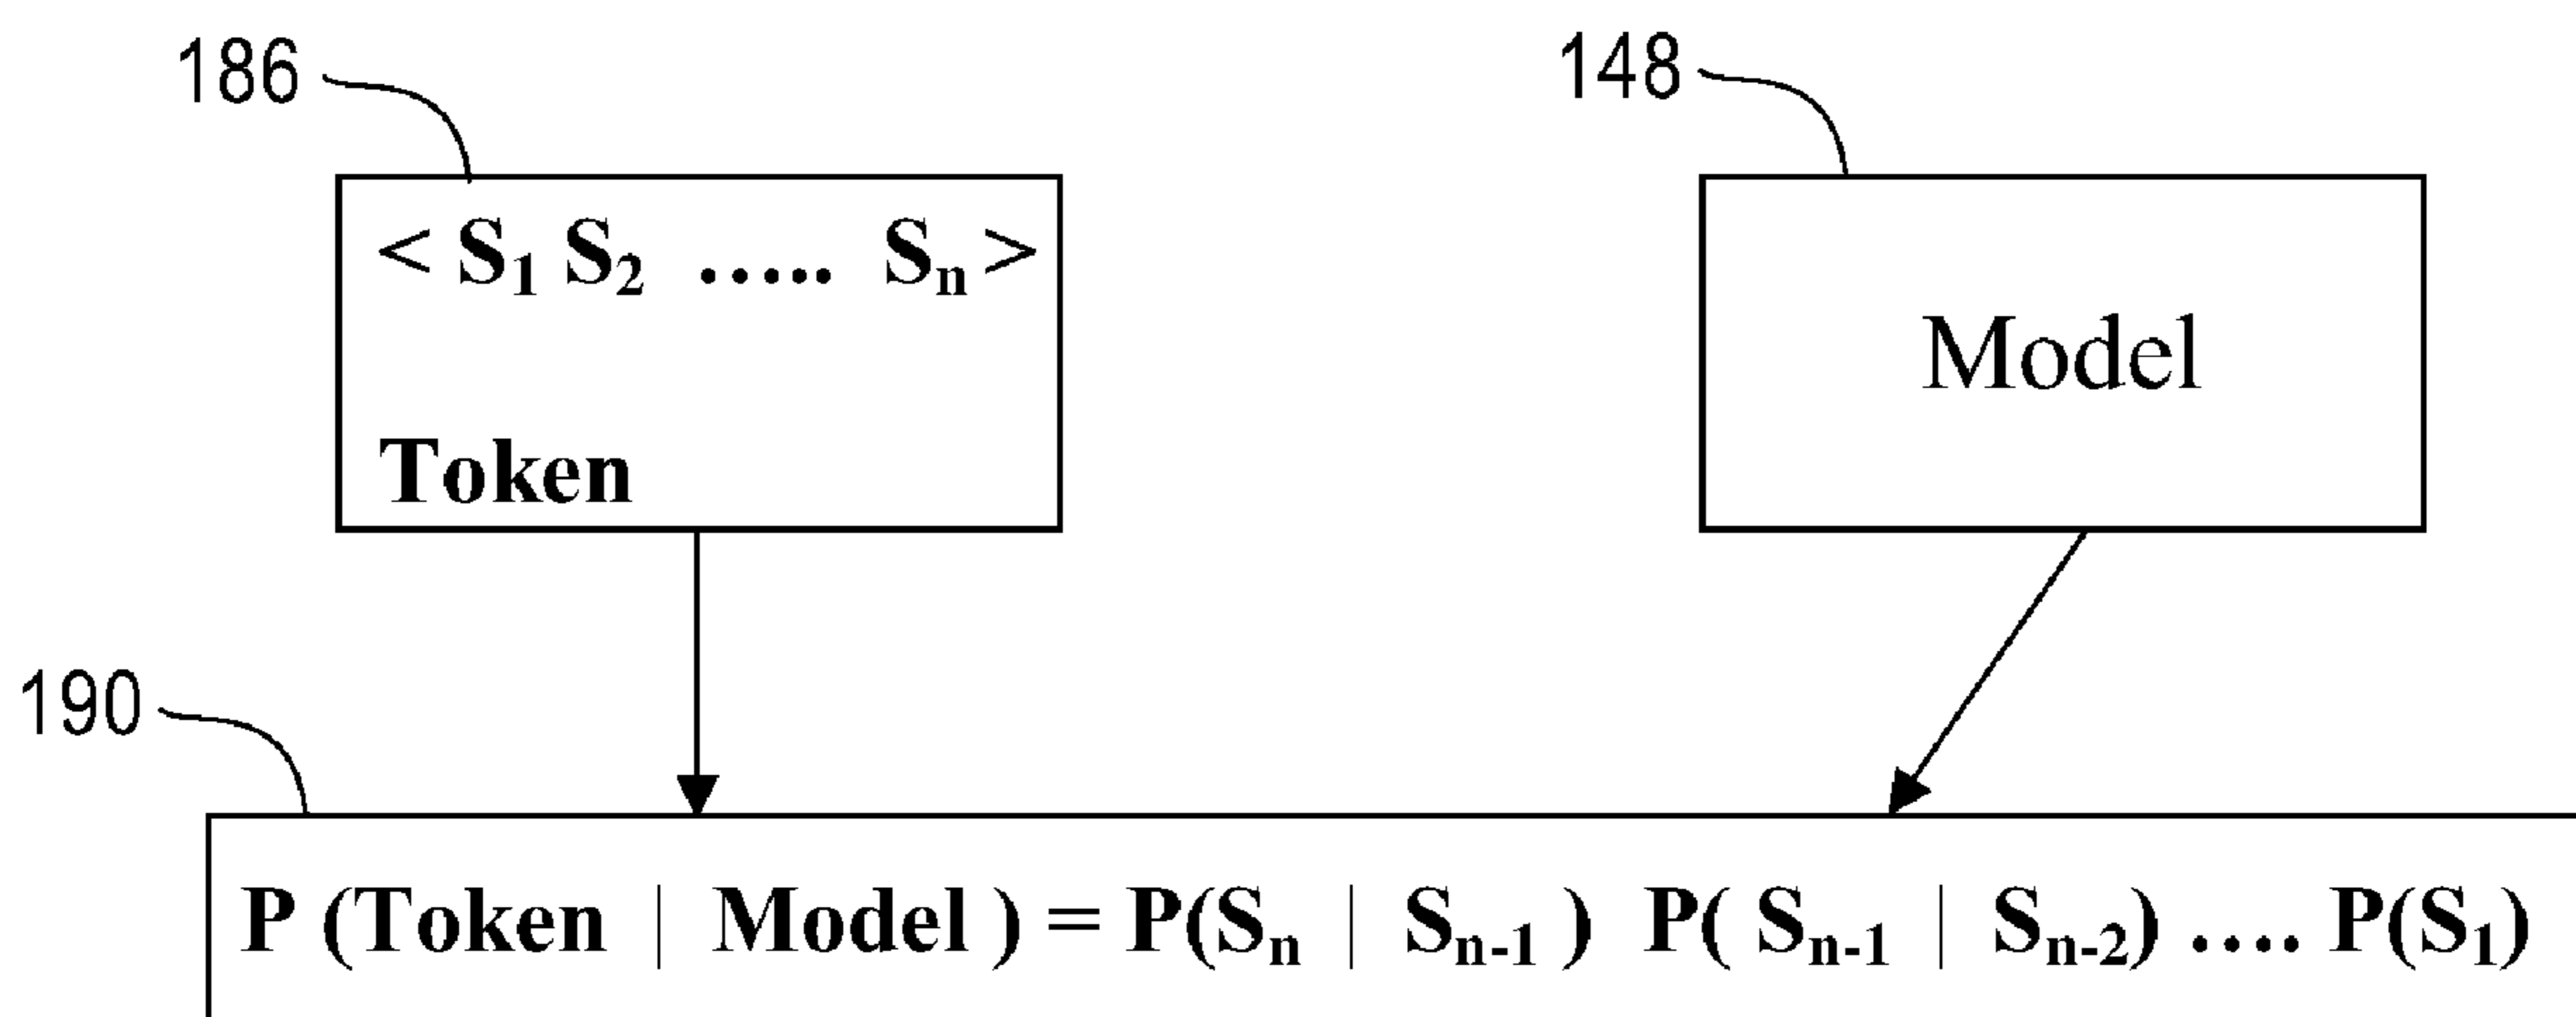 186
148
< S₁ S₂ ..... Sₙ >
Model
Token
190
P (Token | Model ) = P(Sₙ | Sₙ₋₁ ) P( Sₙ₋₁ | Sₙ₋₂) .... P(S₁)